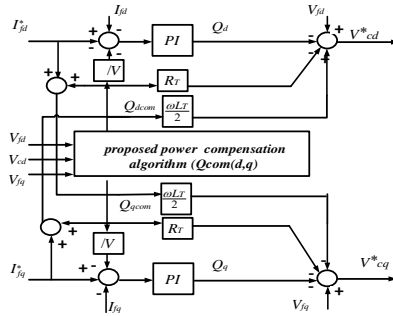 I*fd
Ifd
Vfd
+
-
-
-
PI
Qd
+
-
-
+
V*cd
/V
+
+
RT
Qdcom
ωLT/2
Vfd
Vcd
Vfq
proposed power compensation
algorithm (Qcom(d,q)
Qqcom
ωLT/2
+
+
RT
/V
I*fq
+
-
-
Ifq
PI
Qq
-
-
-
+
V*cq
Vfq